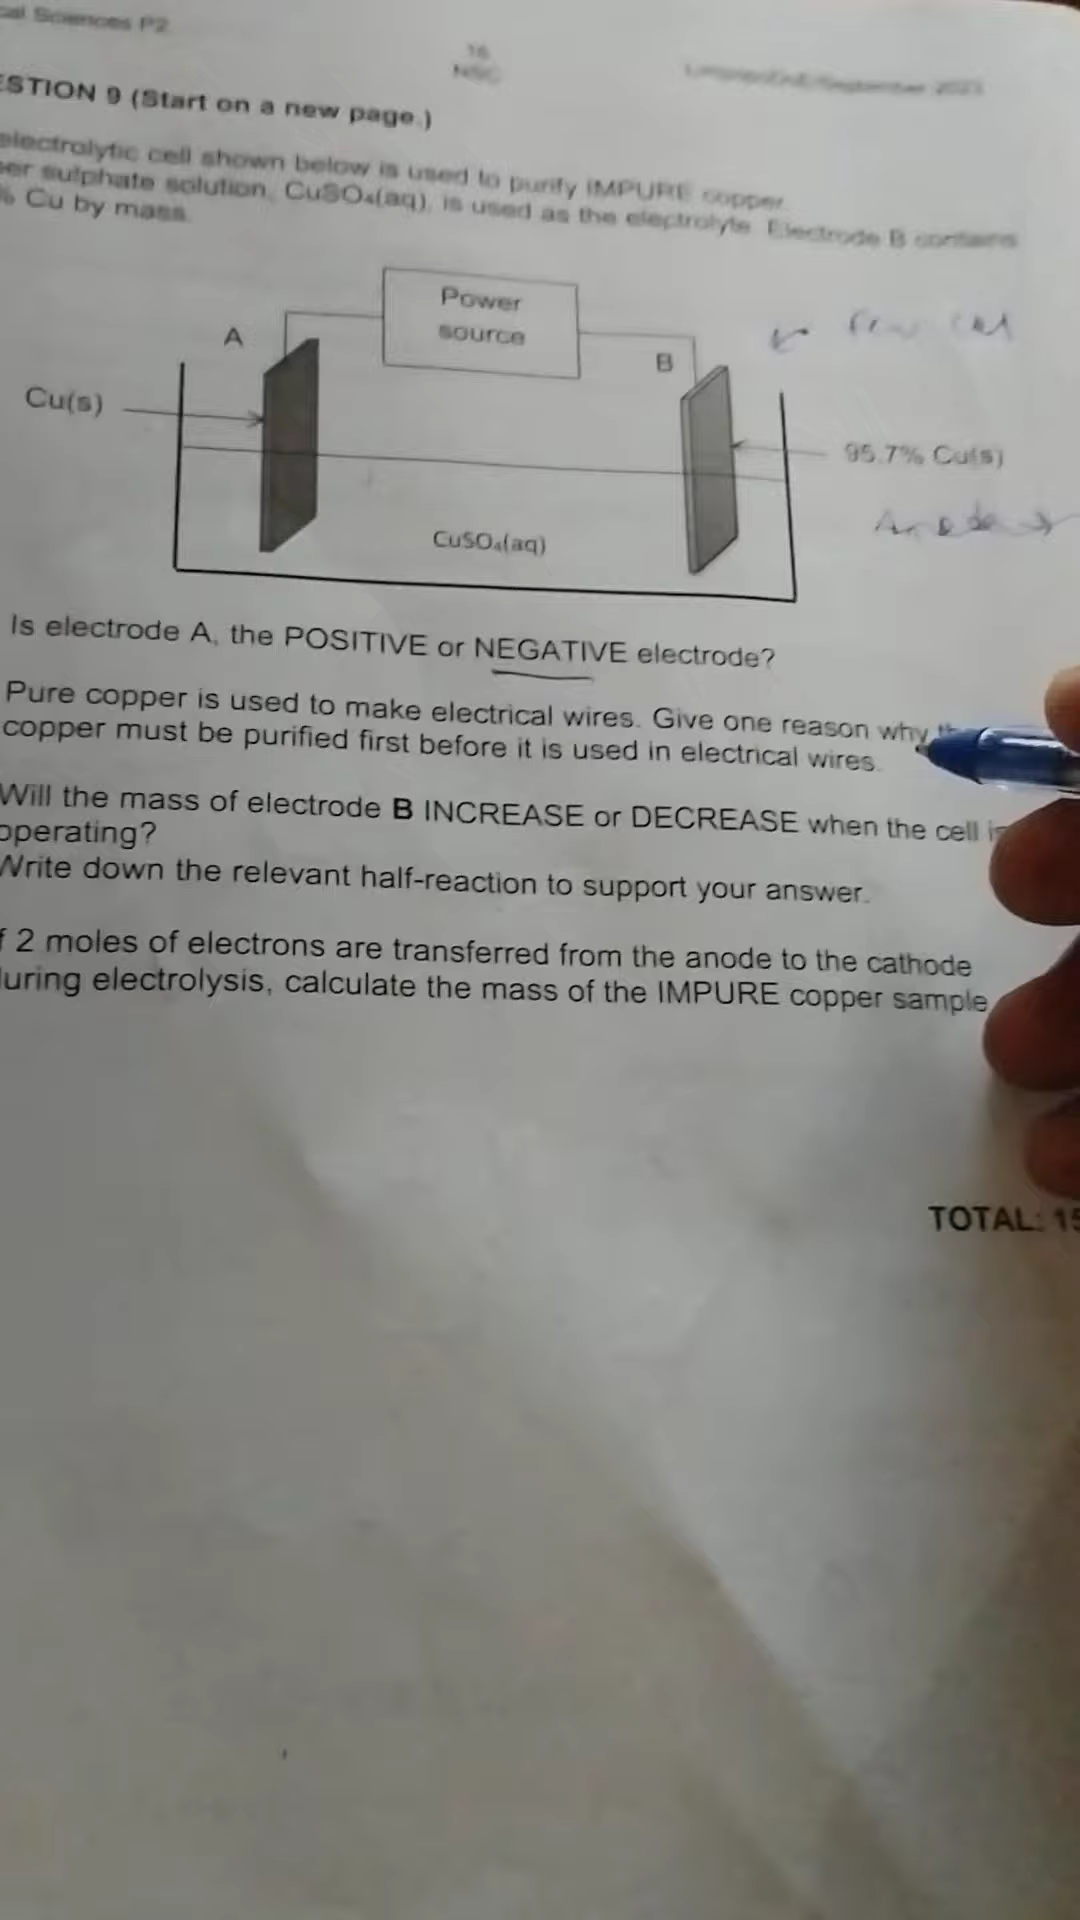 cal Sciences P2
16
NSC
ESTION 9 (Start on a new page.)
electrolytic cell shown below is used to purify IMPURE copper.
er sulphate solution, CuSO₄(aq), is used as the electrolyte. Electrode B contains
% Cu by mass.
Power
source
A
B
Cu(s)
95.7% Cu(s)
Anode
CuSO₄(aq)
Is electrode A, the POSITIVE or NEGATIVE electrode?
Pure copper is used to make electrical wires. Give one reason why
copper must be purified first before it is used in electrical wires.
Will the mass of electrode B INCREASE or DECREASE when the cell is
operating?
Write down the relevant half-reaction to support your answer.
f 2 moles of electrons are transferred from the anode to the cathode
during electrolysis, calculate the mass of the IMPURE copper sample
TOTAL: 15